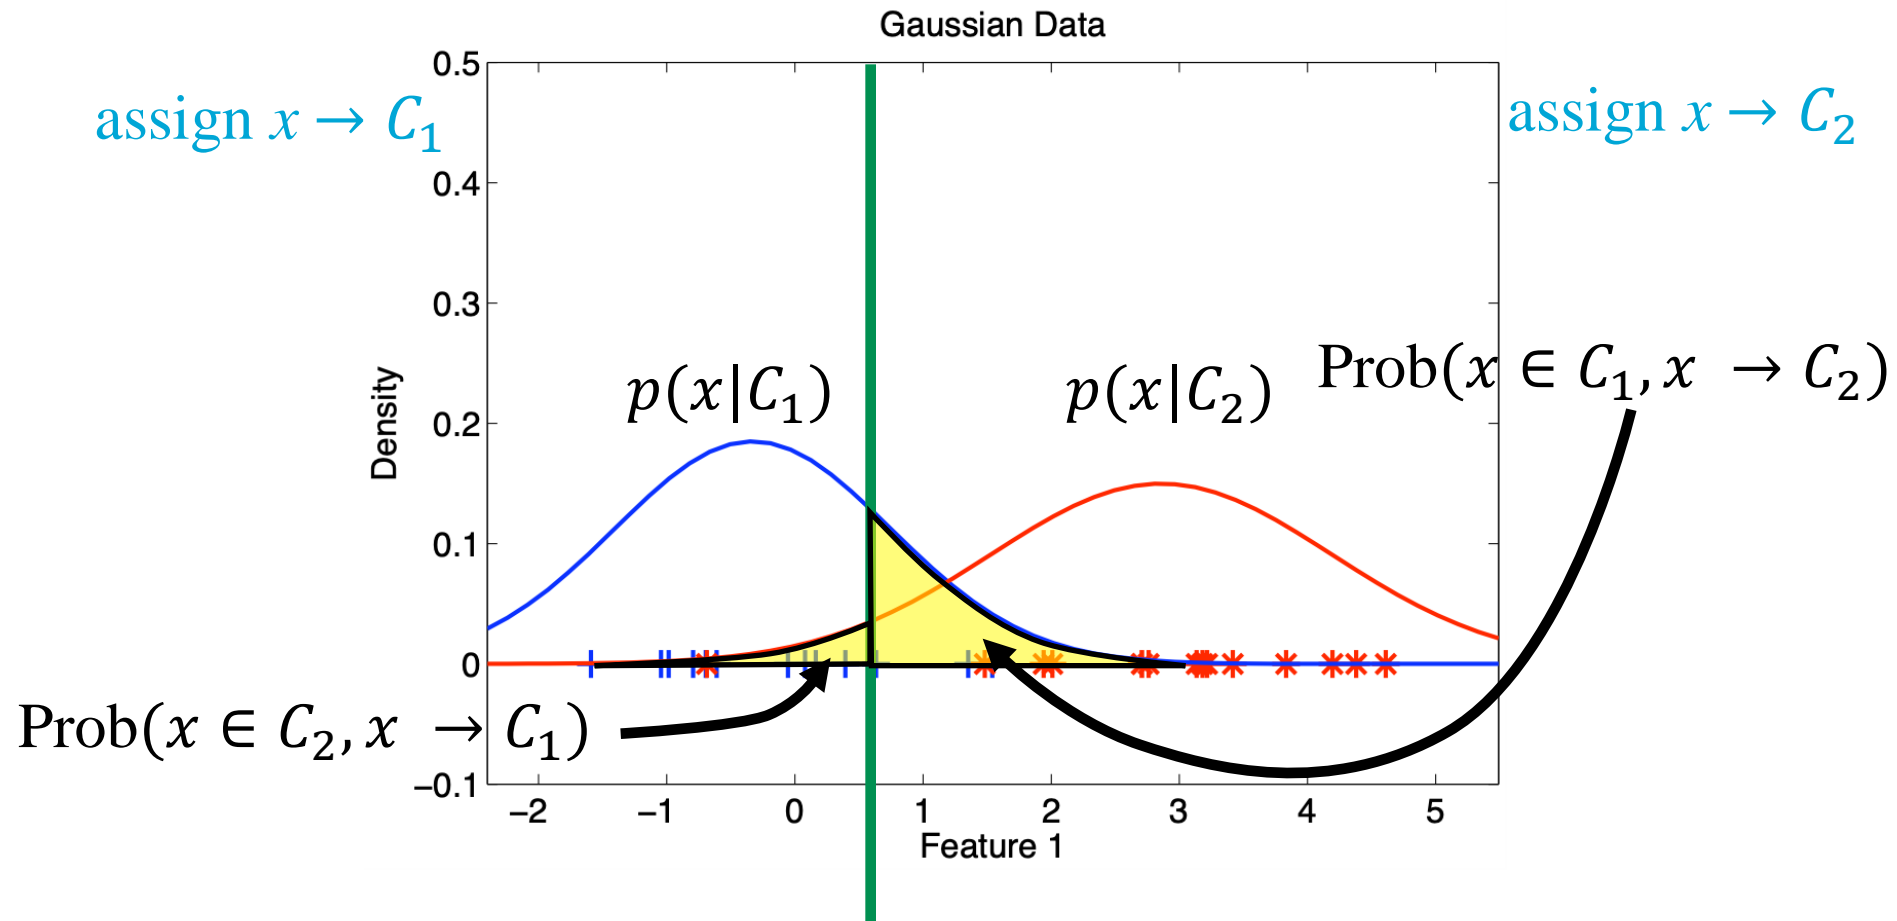 Gaussian Data
0.5
assign x → C₁
assign x → C₂
0.4
0.3
Prob(x ∈ C₁, x → C₂)
p(x|C₁)
p(x|C₂)
Density
0.2
0.1
0
Prob(x ∈ C₂, x → C₁)
−0.1
−2 −1 0 1 2 3 4 5
Feature 1